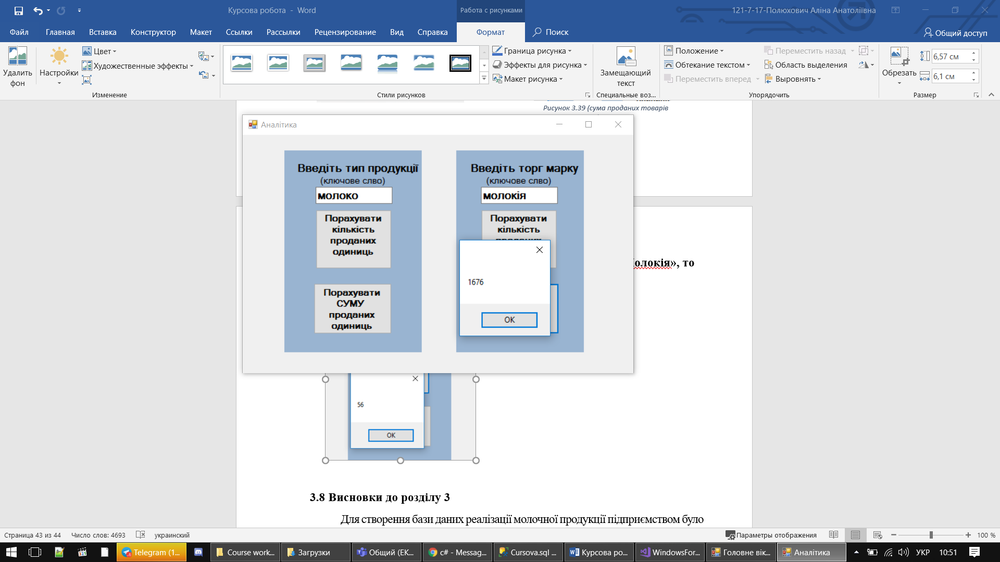 Курсова робота - Word
Работа с рисунками
121-7-17-Полюхович Аліна Анатоліївна
Файл Главная Вставка Конструктор Макет Ссылки Рассылки Рецензирование Вид Справка Формат Поиск Общий доступ
Удалить фон
Настройки
Цвет
Художественные эффекты
Изменение
Стили рисунков
Граница рисунка
Эффекты для рисунка
Макет рисунка
Замещающий текст
Специальные воз...
Положение
Обтекание текстом
Переместить вперед
Переместить назад
Область выделения
Выровнять
Упорядочить
Обрезать
6,57 см
6,1 см
Размер
Рисунок 3.39 (сума проданих товарів
Аналітика
Введіть тип продукції
(ключове слво)
молоко
Порахувати
кількість
проданих
одиниць
Порахувати
СУМУ
проданих
одиниць
Введіть торг марку
(ключове слво)
молокія
Порахувати
кількість
1676
OK
олокія», то
56
OK
3.8 Висновки до розділу 3
Для створення бази даних реалізації молочної продукції підприємством було
Страница 43 из 44 Число слов: 4693 украинский Параметры отображения 100 %
Telegram (1... Course work... Загрузки Общий (ЕК... c# - Messag... Cursova.sql ... Курсова ро... WindowsFor... Головне вік... Аналітика УКР 10:51